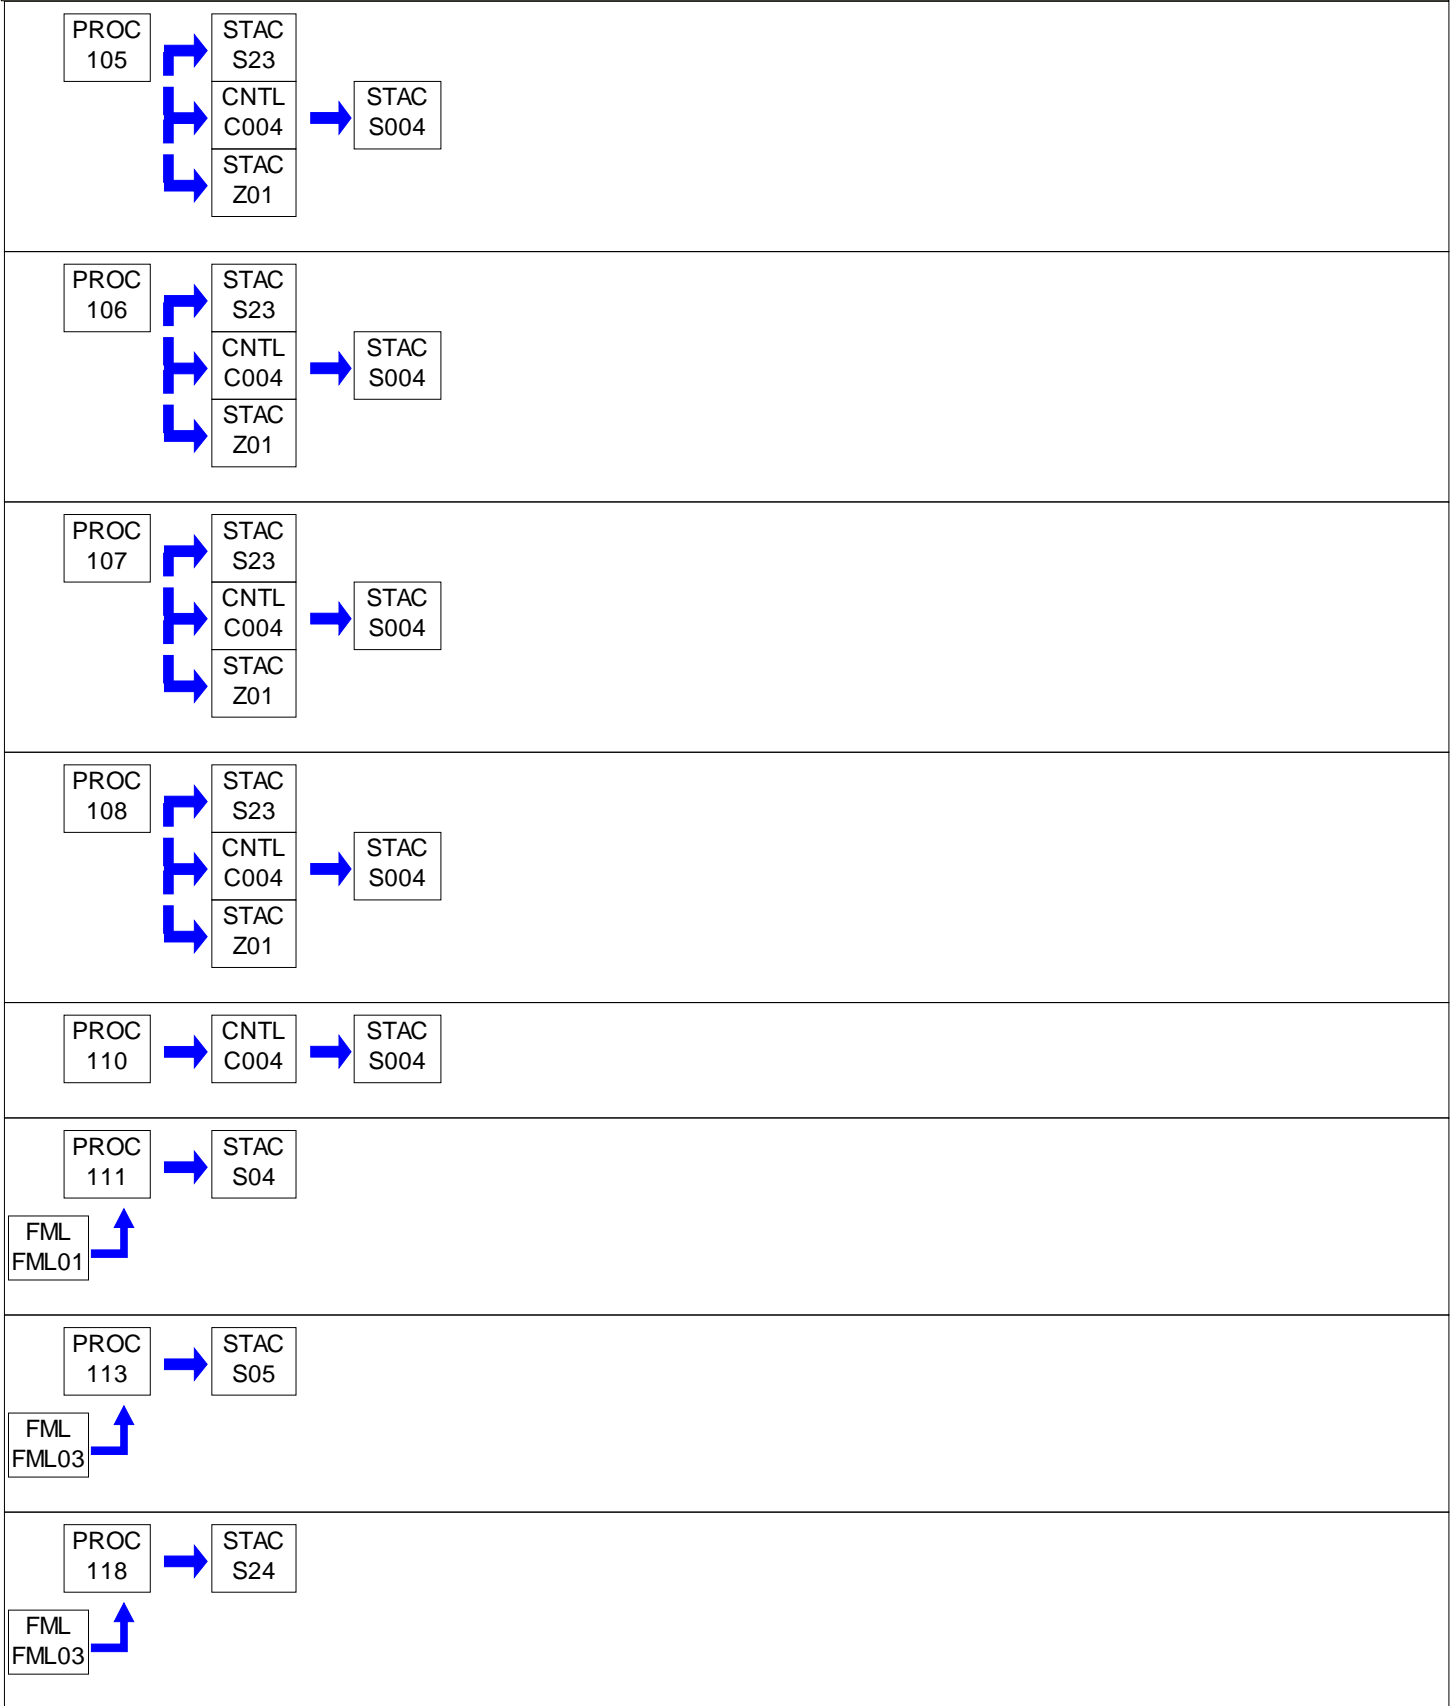 PROC
105
STAC
S23
CNTL
C004
STAC
S004
STAC
Z01
PROC
106
STAC
S23
CNTL
C004
STAC
S004
STAC
Z01
PROC
107
STAC
S23
CNTL
C004
STAC
S004
STAC
Z01
PROC
108
STAC
S23
CNTL
C004
STAC
S004
STAC
Z01
PROC
110
CNTL
C004
STAC
S004
PROC
111
STAC
S04
FML
FML01
PROC
113
STAC
S05
FML
FML03
PROC
118
STAC
S24
FML
FML03